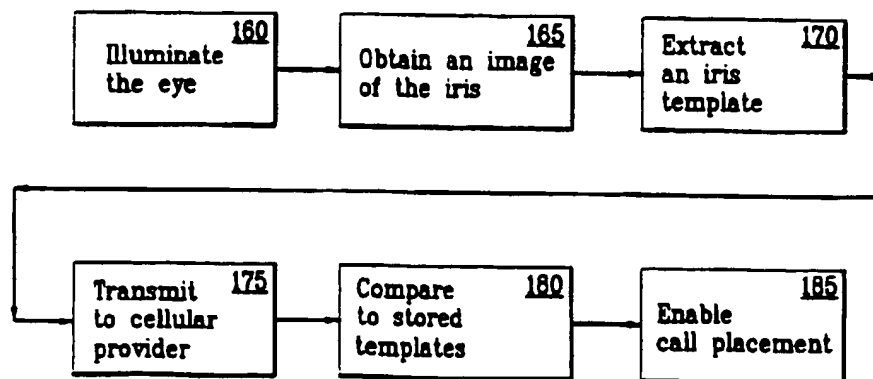 160
Illuminate
the eye
165
Obtain an image
of the iris
170
Extract
an iris
template
175
Transmit
to cellular
provider
180
Compare
to stored
templates
185
Enable
call placement